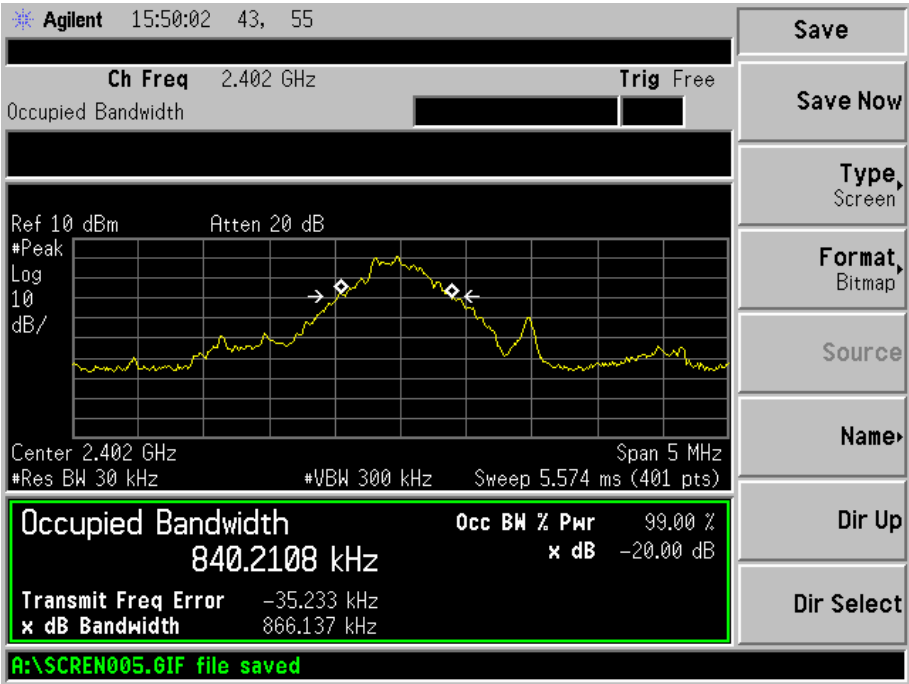 Agilent 15:50:02 43, 55
Save
Ch Freq 2.402 GHz Trig Free
Occupied Bandwidth
Save Now
Type
Screen
Format
Bitmap
Source
Name
Dir Up
Dir Select
Ref 10 dBm Atten 20 dB
#Peak
Log
10
dB/
Center 2.402 GHz Span 5 MHz
#Res BW 30 kHz #VBW 300 kHz Sweep 5.574 ms (401 pts)
Occupied Bandwidth Occ BW % Pwr 99.00 %
840.2108 kHz x dB -20.00 dB
Transmit Freq Error -35.233 kHz
x dB Bandwidth 866.137 kHz
A:\SCREN005.GIF file saved